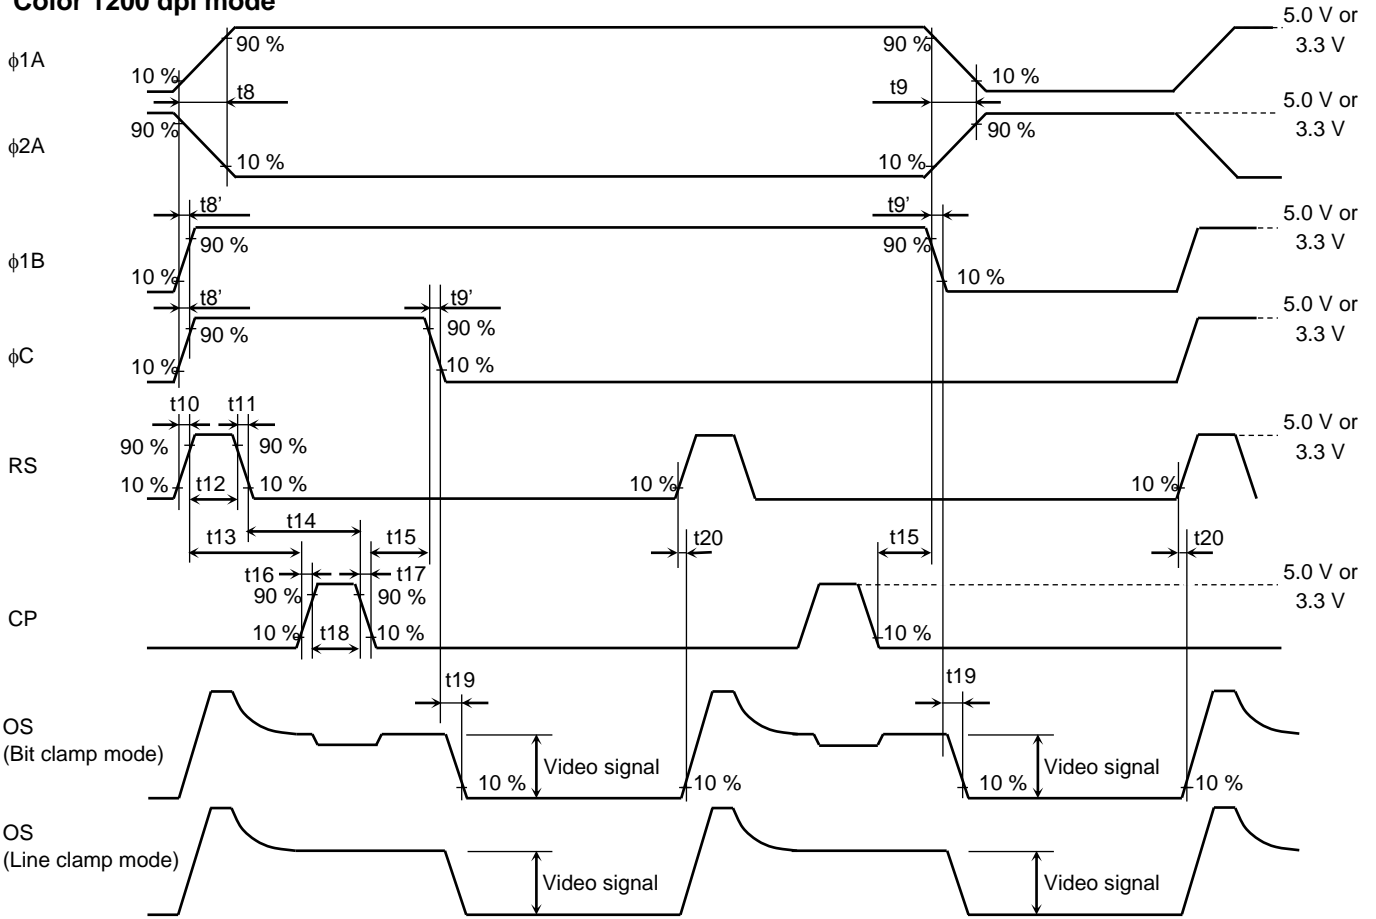 Color 1200 dpi mode
5.0 V or
3.3 V
φ1A
90 %
90 %
10 %
10 %
t8
t9
5.0 V or
3.3 V
φ2A
90 %
90 %
10 %
10 %
t8’
t9’
5.0 V or
3.3 V
φ1B
90 %
90 %
10 %
10 %
t8’
t9’
5.0 V or
3.3 V
φC
90 %
90 %
10 %
10 %
t10
t11
5.0 V or
3.3 V
RS
90 %
90 %
10 %
t12
10 %
10 %
10 %
t13
t14
t15
t20
t15
t20
t16
t17
5.0 V or
3.3 V
CP
90 %
90 %
10 %
t18
10 %
10 %
t19
t19
OS
(Bit clamp mode)
Video signal
Video signal
10 %
10 %
10 %
10 %
OS
(Line clamp mode)
Video signal
Video signal